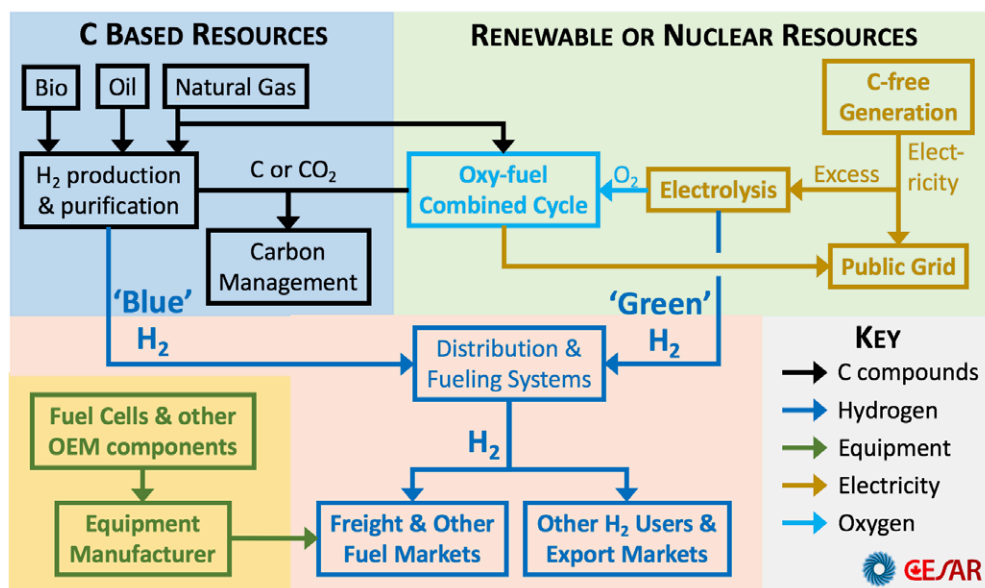 C BASED RESOURCES
RENEWABLE OR NUCLEAR RESOURCES
Bio
Oil
Natural Gas
C-free
Generation
H₂ production
& purification
C or CO₂
Oxy-fuel
Combined Cycle
O₂
Electrolysis
Excess
Elect-
ricity
Carbon
Management
Public Grid
'Blue'
H₂
'Green'
H₂
Distribution &
Fueling Systems
H₂
Fuel Cells & other
OEM components
Equipment
Manufacturer
Freight & Other
Fuel Markets
Other H₂ Users &
Export Markets
KEY
C compounds
Hydrogen
Equipment
Electricity
Oxygen
CESAR